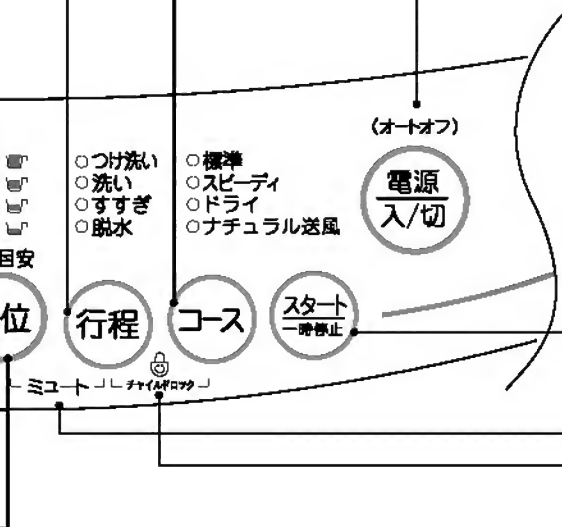 (オートオフ)
つけ洗い
洗い
すすぎ
脱水
標準
スピーディ
ドライ
ナチュラル送風
電源
入/切
目安
位
行程
コース
スタート
一時停止
ミュート
チャイルドロック